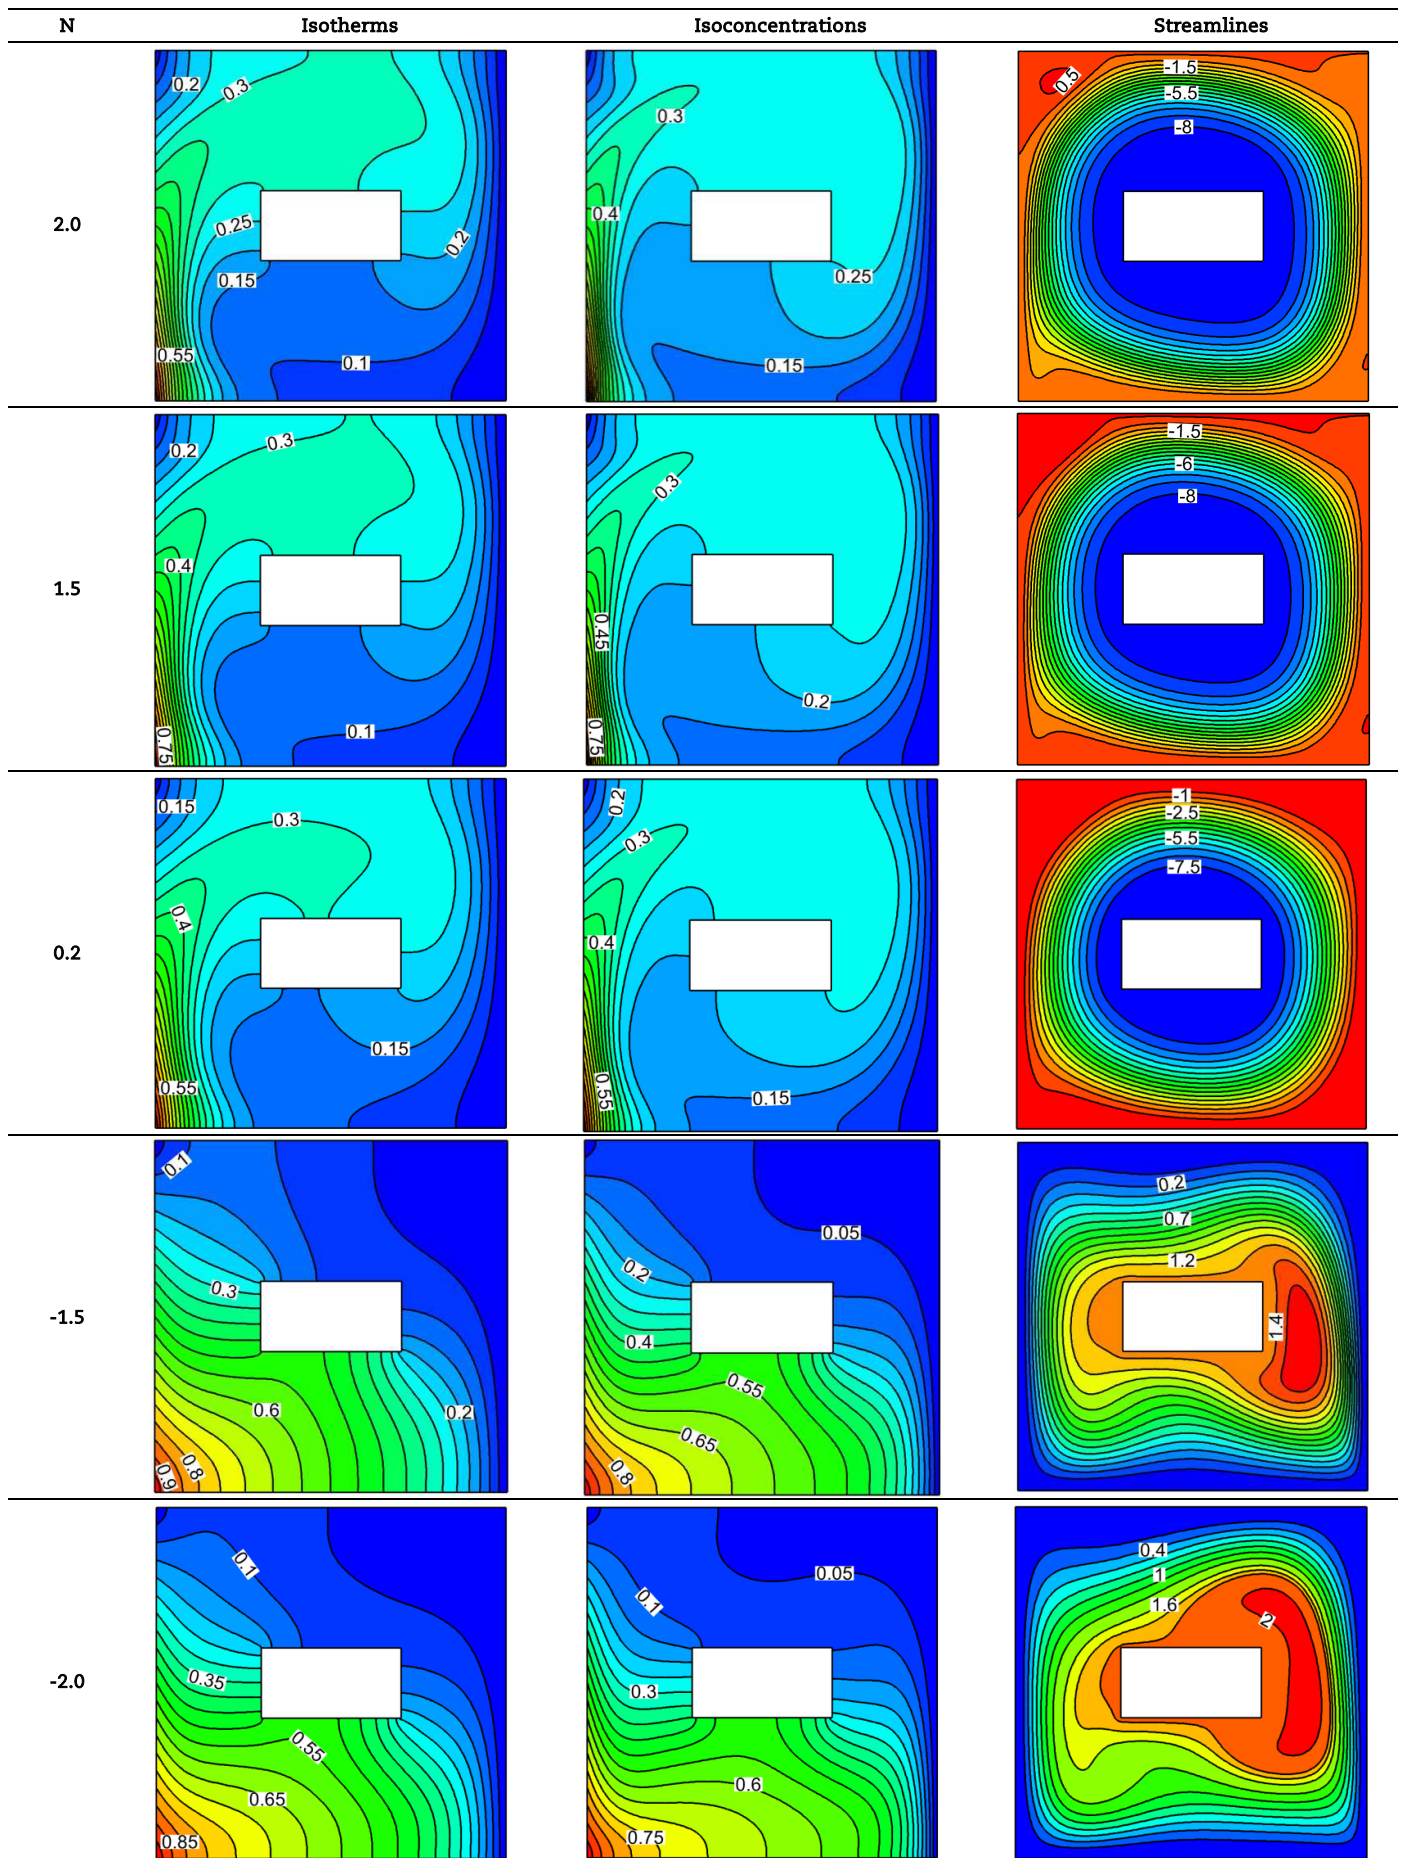 N Isotherms Isoconcentrations Streamlines
2.0
0.2 0.3 0.25 0.2 0.15 0.55 0.1
0.3 0.4 0.25 0.15
0.5 -1.5 -5.5 -8
1.5
0.2 0.3 0.4 0.1 0.75
0.3 0.45 0.2 0.75
-1.5 -6 -8
0.2
0.15 0.3 0.4 0.15 0.55
0.2 0.3 0.4 0.55 0.15
-1 -2.5 -5.5 -7.5
-1.5
0.1 0.3 0.6 0.2 0.8 0.9
0.05 0.2 0.4 0.55 0.65 0.8
0.2 0.7 1.2 1.4
-2.0
0.1 0.35 0.55 0.65 0.85
0.05 0.1 0.3 0.6 0.75
0.4 1 1.6 2